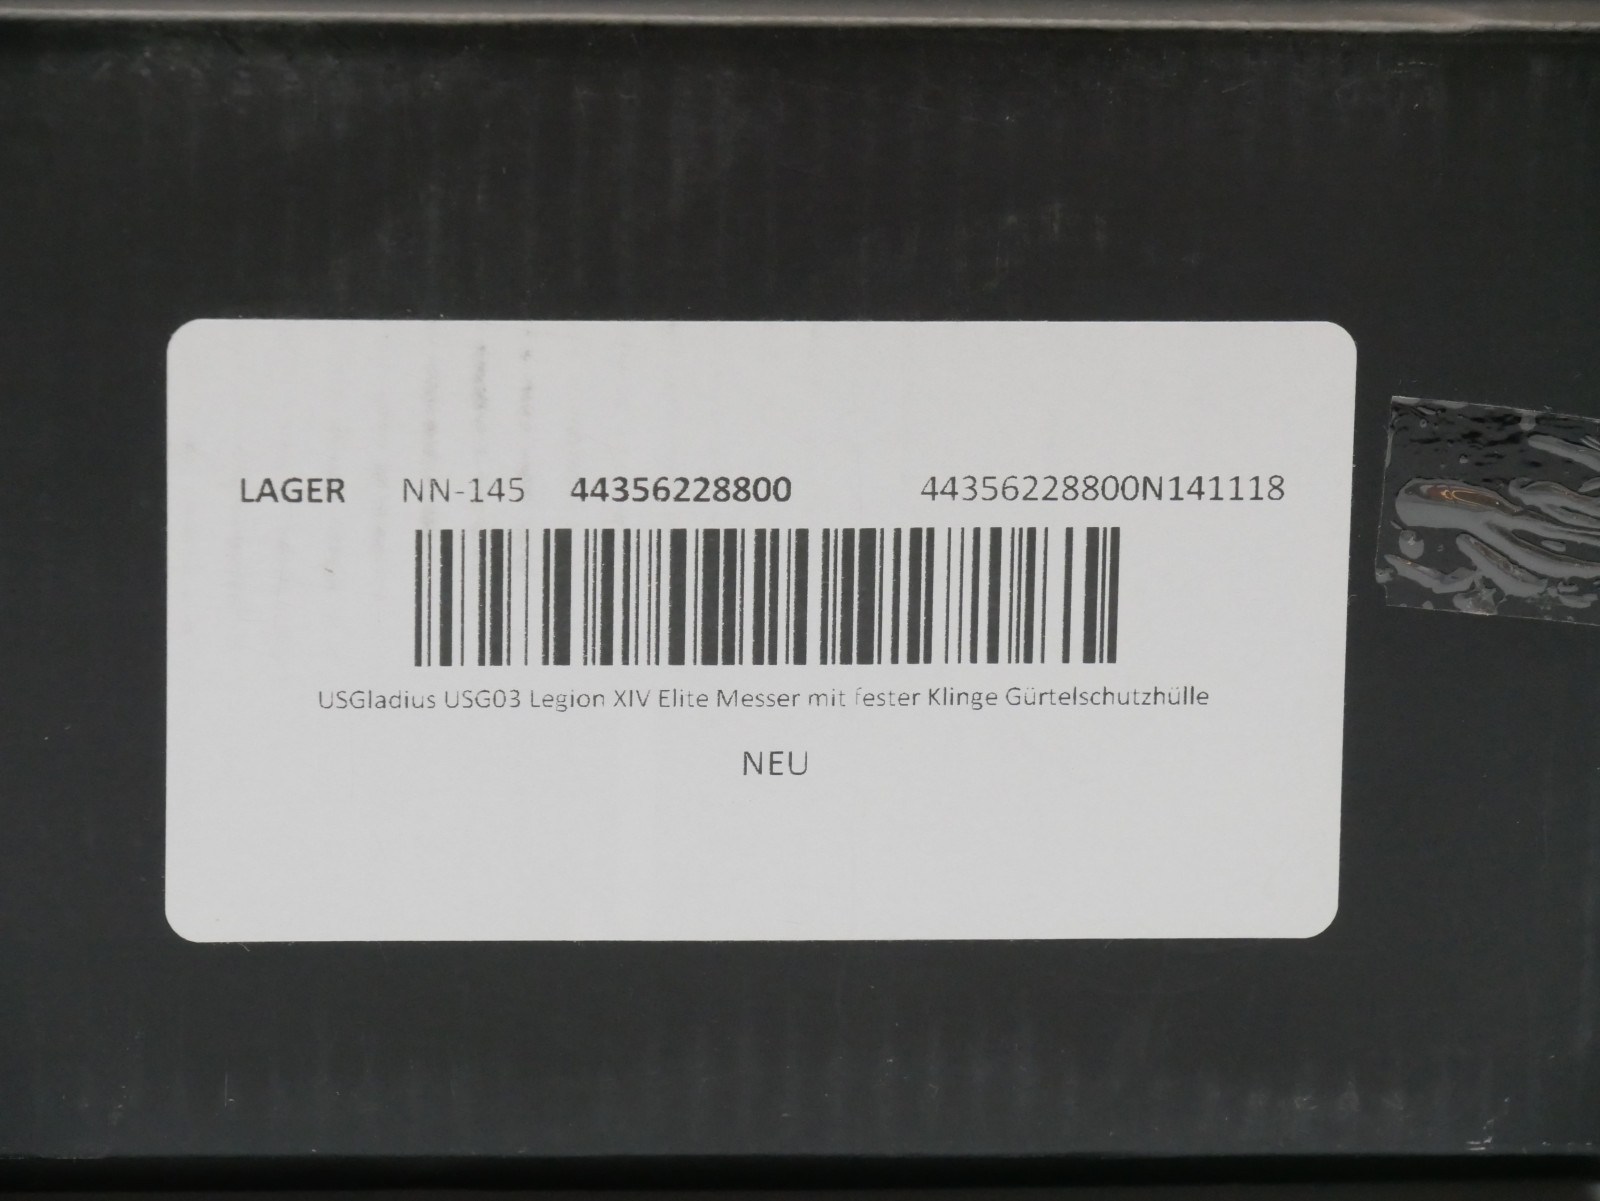 LAGER NN-145 44356228800 44356228800N141118
USGladius USG03 Legion XIV Elite Messer mit fester Klinge Gürtelschutzhülle
NEU